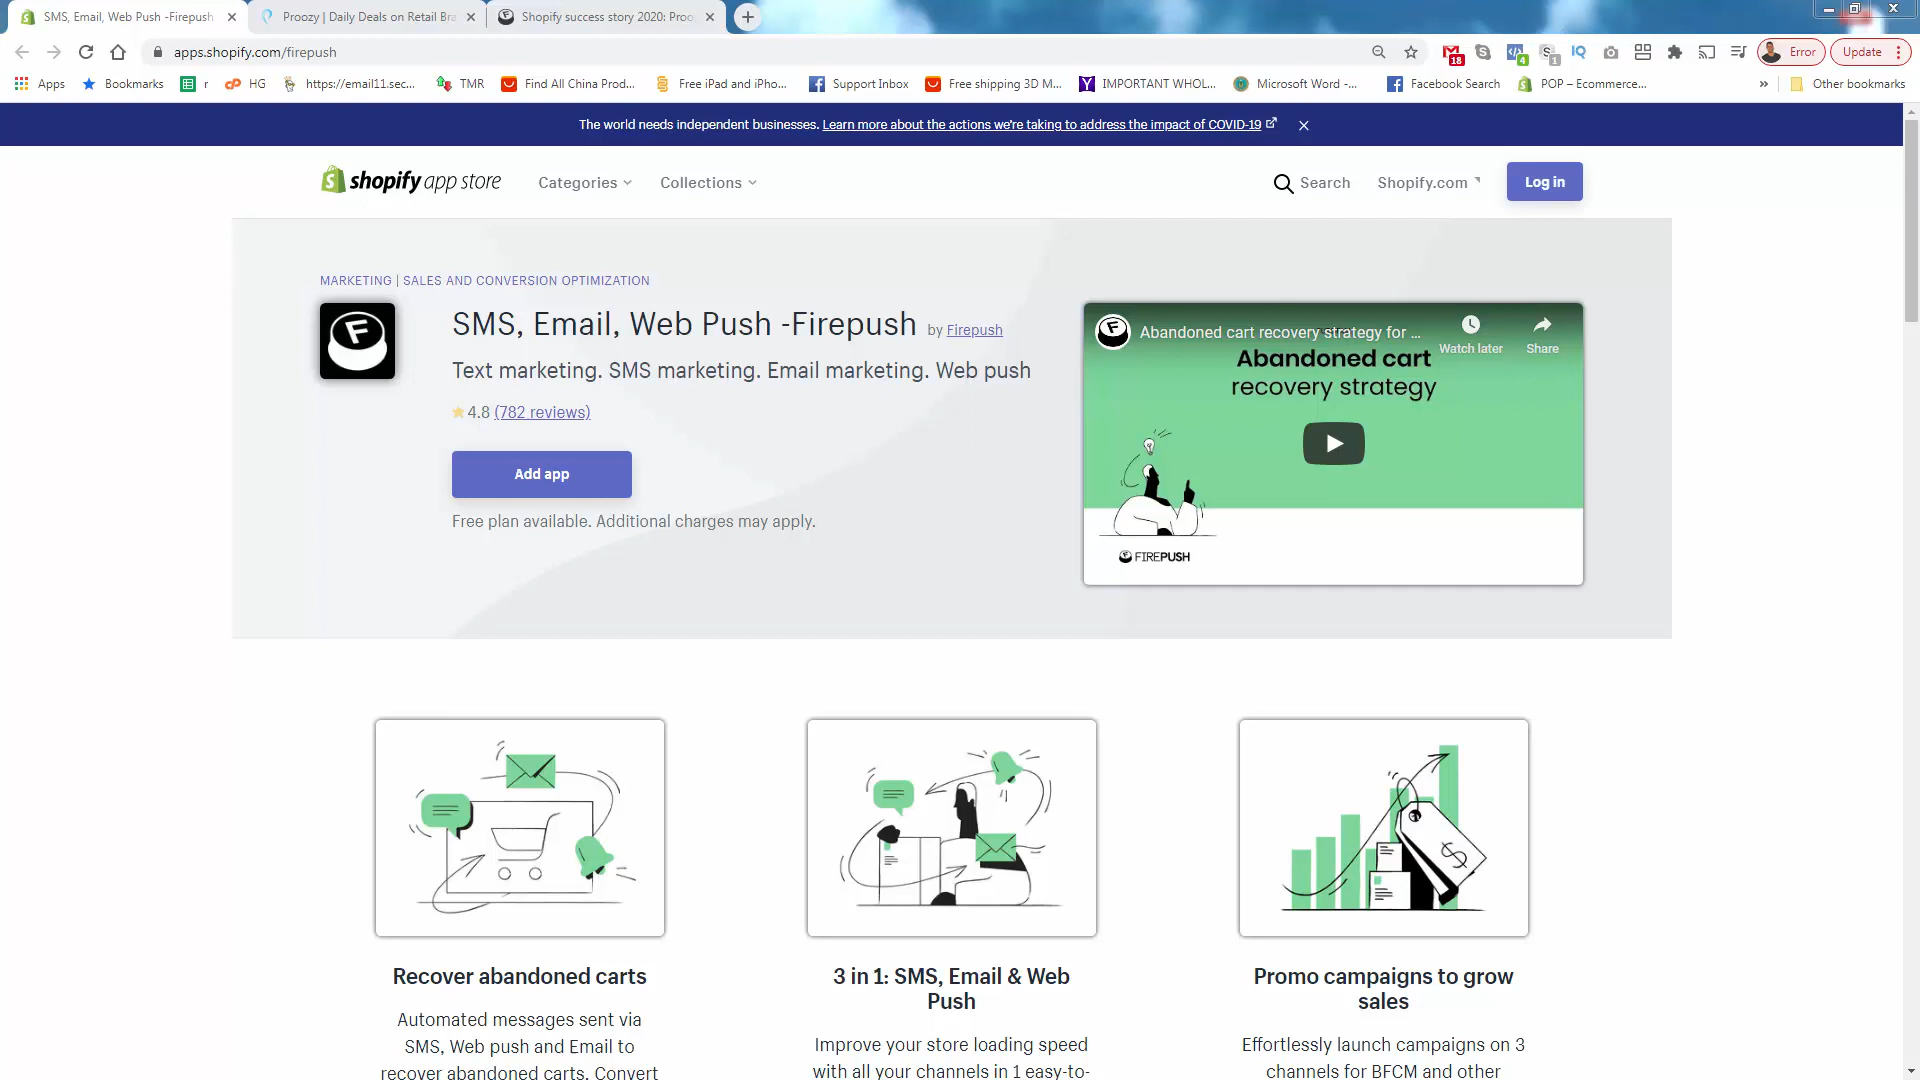 SMS, Email, Web Push -Firepush
Proozy | Daily Deals on Retail Bra
Shopify success story 2020: Proo
apps.shopify.com/firepush
18
4
1
Error
Update
Apps
Bookmarks
r
HG
https://email11.sec...
TMR
Find All China Prod...
Free iPad and iPho...
Support Inbox
Free shipping 3D M...
IMPORTANT WHOL...
Microsoft Word -...
Facebook Search
POP – Ecommerce...
»
Other bookmarks
The world needs independent businesses. Learn more about the actions we're taking to address the impact of COVID-19
shopify app store
Categories
Collections
Search
Shopify.com
Log in
MARKETING | SALES AND CONVERSION OPTIMIZATION
F
SMS, Email, Web Push -Firepush by Firepush
Text marketing. SMS marketing. Email marketing. Web push
4.8 (782 reviews)
Add app
Free plan available. Additional charges may apply.
F
Abandoned cart recovery strategy for ...
Watch later
Share
Abandoned cart
recovery strategy
FIREPUSH
Recover abandoned carts
Automated messages sent via
SMS, Web push and Email to
recover abandoned carts. Convert
3 in 1: SMS, Email & Web
Push
Improve your store loading speed
with all your channels in 1 easy-to-
$
Promo campaigns to grow
sales
Effortlessly launch campaigns on 3
channels for BFCM and other